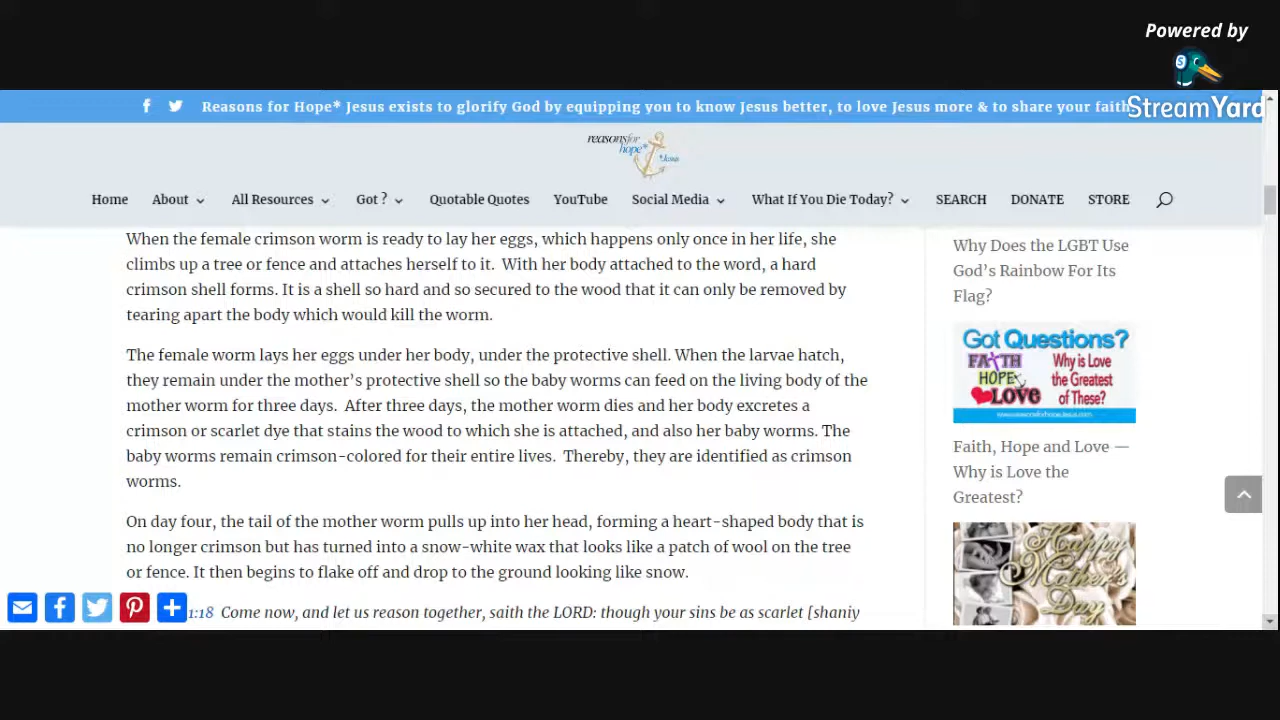 Powered by
StreamYard
Reasons for Hope* Jesus exists to glorify God by equipping you to know Jesus better, to love Jesus more & to share your faith
reasons for
hope*
*Jesus
Home About All Resources Got ? Quotable Quotes YouTube Social Media What If You Die Today? SEARCH DONATE STORE
When the female crimson worm is ready to lay her eggs, which happens only once in her life, she
climbs up a tree or fence and attaches herself to it. With her body attached to the word, a hard
crimson shell forms. It is a shell so hard and so secured to the wood that it can only be removed by
tearing apart the body which would kill the worm.
The female worm lays her eggs under her body, under the protective shell. When the larvae hatch,
they remain under the mother’s protective shell so the baby worms can feed on the living body of the
mother worm for three days. After three days, the mother worm dies and her body excretes a
crimson or scarlet dye that stains the wood to which she is attached, and also her baby worms. The
baby worms remain crimson-colored for their entire lives. Thereby, they are identified as crimson
worms.
On day four, the tail of the mother worm pulls up into her head, forming a heart-shaped body that is
no longer crimson but has turned into a snow-white wax that looks like a patch of wool on the tree
or fence. It then begins to flake off and drop to the ground looking like snow.
1:18 Come now, and let us reason together, saith the LORD: though your sins be as scarlet [shaniy
Why Does the LGBT Use
God’s Rainbow For Its
Flag?
Got Questions?
FAITH
HOPE
LOVE
Why is Love
the Greatest
of These?
www.reasonsforhopeJesus.com
Faith, Hope and Love —
Why is Love the
Greatest?
Happy
Mother's
Day